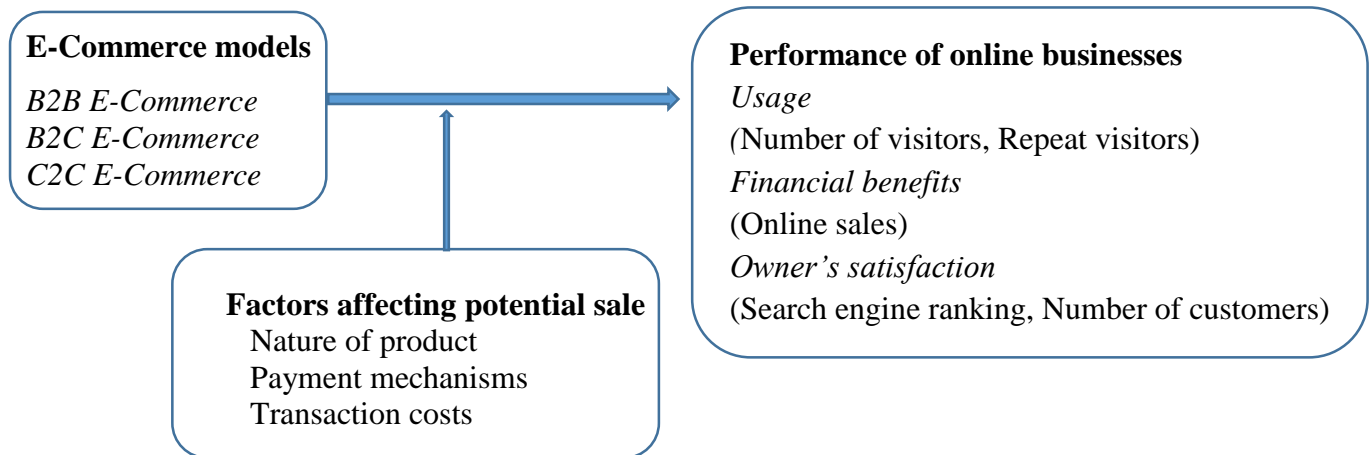 E-Commerce models
B2B E-Commerce
B2C E-Commerce
C2C E-Commerce
Performance of online businesses
Usage
(Number of visitors, Repeat visitors)
Financial benefits
(Online sales)
Owner’s satisfaction
(Search engine ranking, Number of customers)
Factors affecting potential sale
Nature of product
Payment mechanisms
Transaction costs